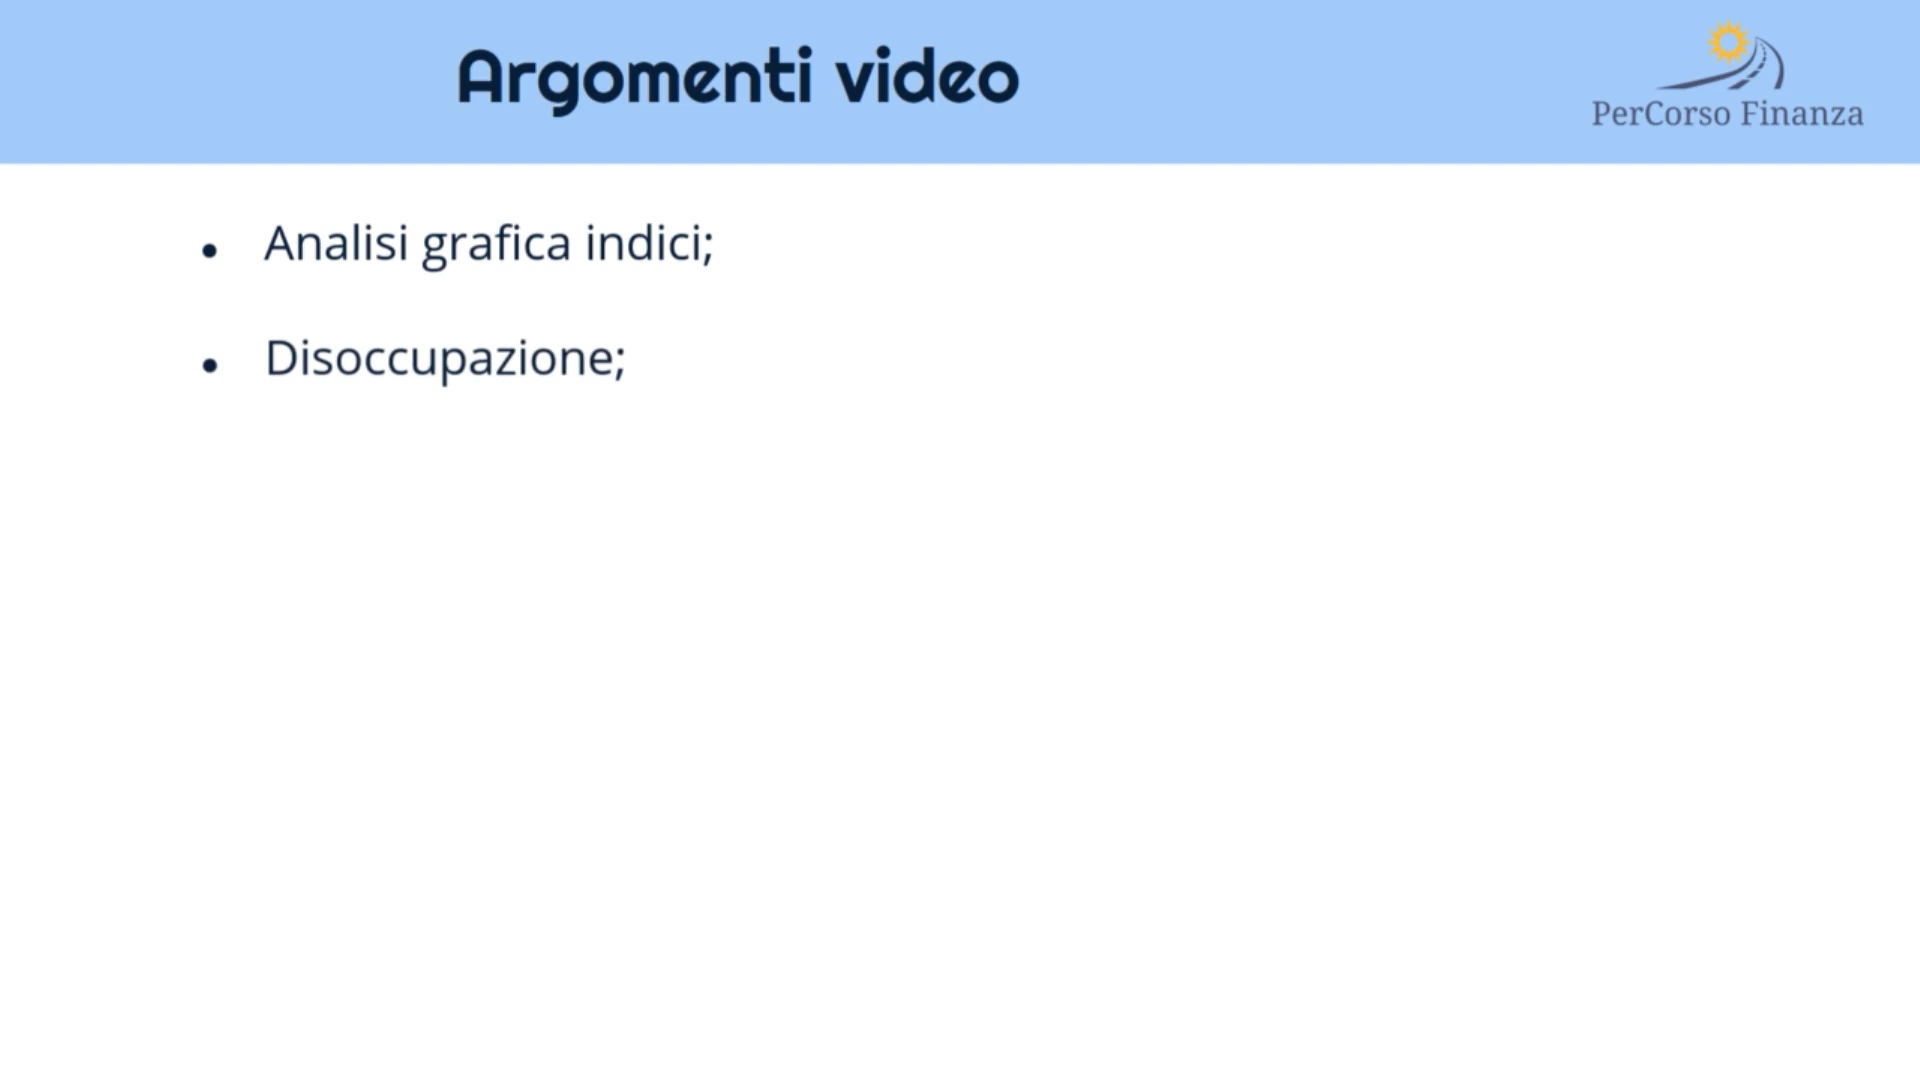 Argomenti video
PerCorso Finanza
• Analisi grafica indici;
• Disoccupazione;